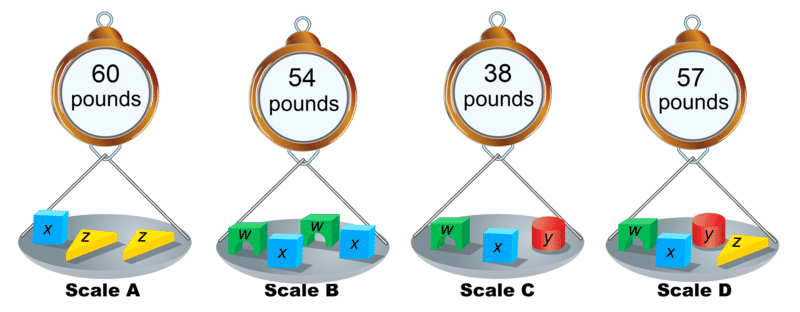 60
pounds
x
z
z
Scale A
54
pounds
w
x
w
x
Scale B
38
pounds
w
x
y
Scale C
57
pounds
w
x
y
z
Scale D